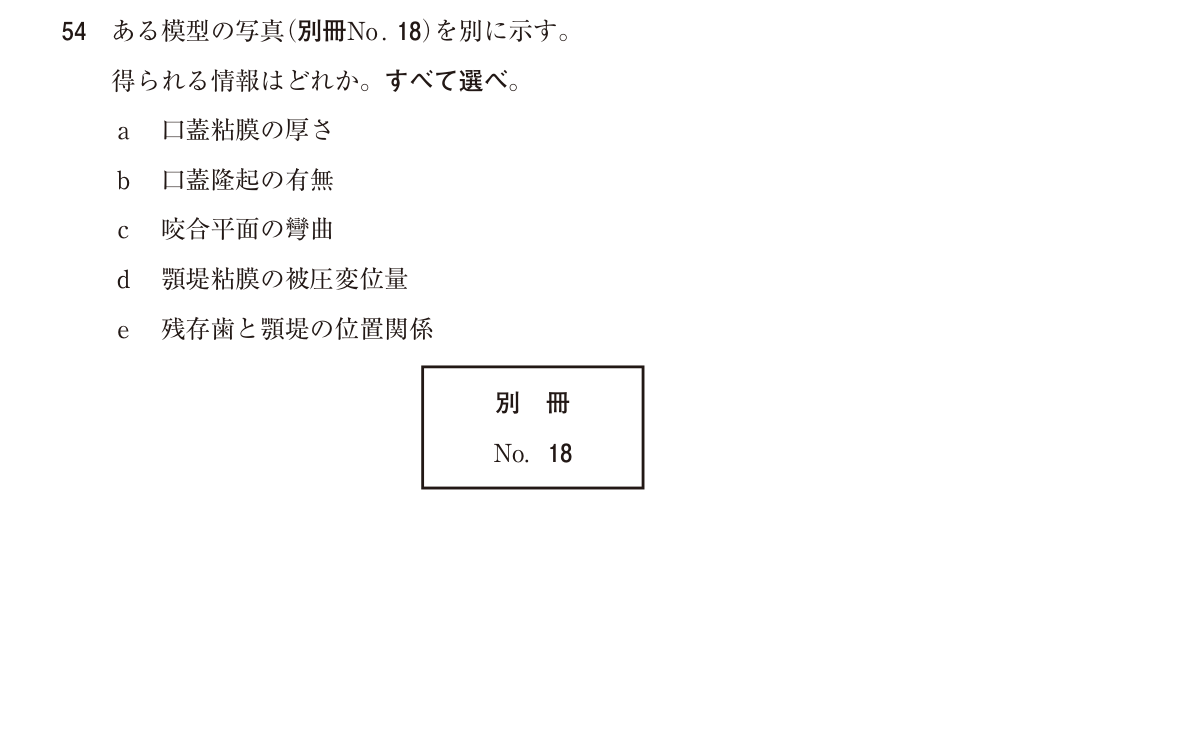 54 ある模型の写真(別冊No. 18)を別に示す。
得られる情報はどれか。すべて選べ。
a 口蓋粘膜の厚さ
b 口蓋隆起の有無
c 咬合平面の彎曲
d 顎堤粘膜の被圧変位量
e 残存歯と顎堤の位置関係
別 冊
No. 18